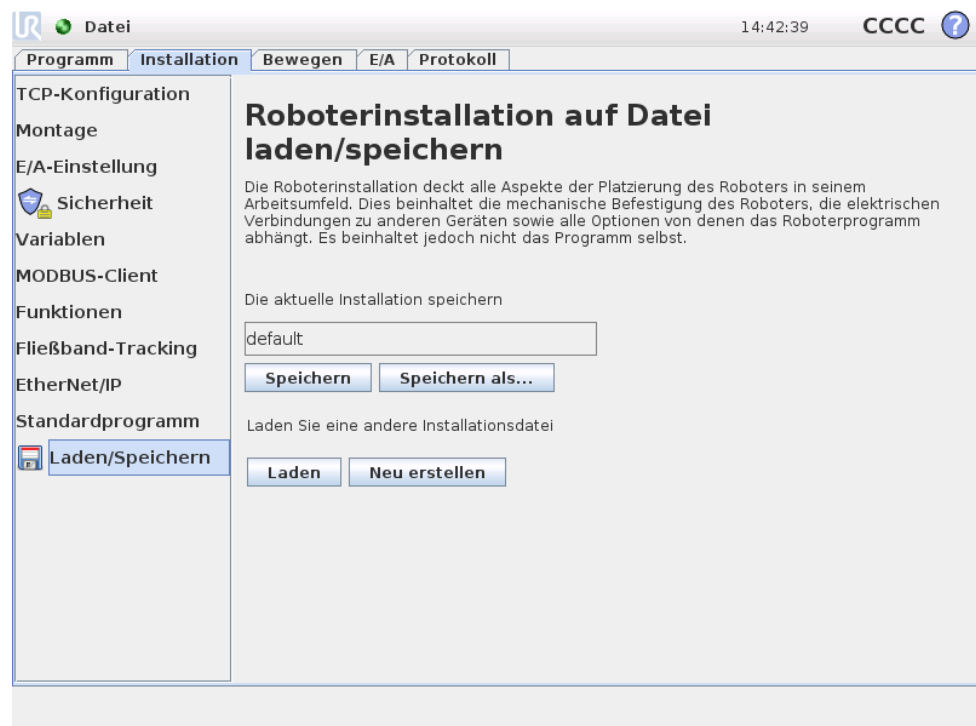 UR Datei 14:42:39 CCCC ?
Programm Installation Bewegen E/A Protokoll
TCP-Konfiguration
Montage
E/A-Einstellung
Sicherheit
Variablen
MODBUS-Client
Funktionen
Fließband-Tracking
EtherNet/IP
Standardprogramm
Laden/Speichern
Roboterinstallation auf Datei
laden/speichern
Die Roboterinstallation deckt alle Aspekte der Platzierung des Roboters in seinem
Arbeitsumfeld. Dies beinhaltet die mechanische Befestigung des Roboters, die elektrischen
Verbindungen zu anderen Geräten sowie alle Optionen von denen das Roboterprogramm
abhängt. Es beinhaltet jedoch nicht das Programm selbst.
Die aktuelle Installation speichern
default
Speichern Speichern als...
Laden Sie eine andere Installationsdatei
Laden Neu erstellen